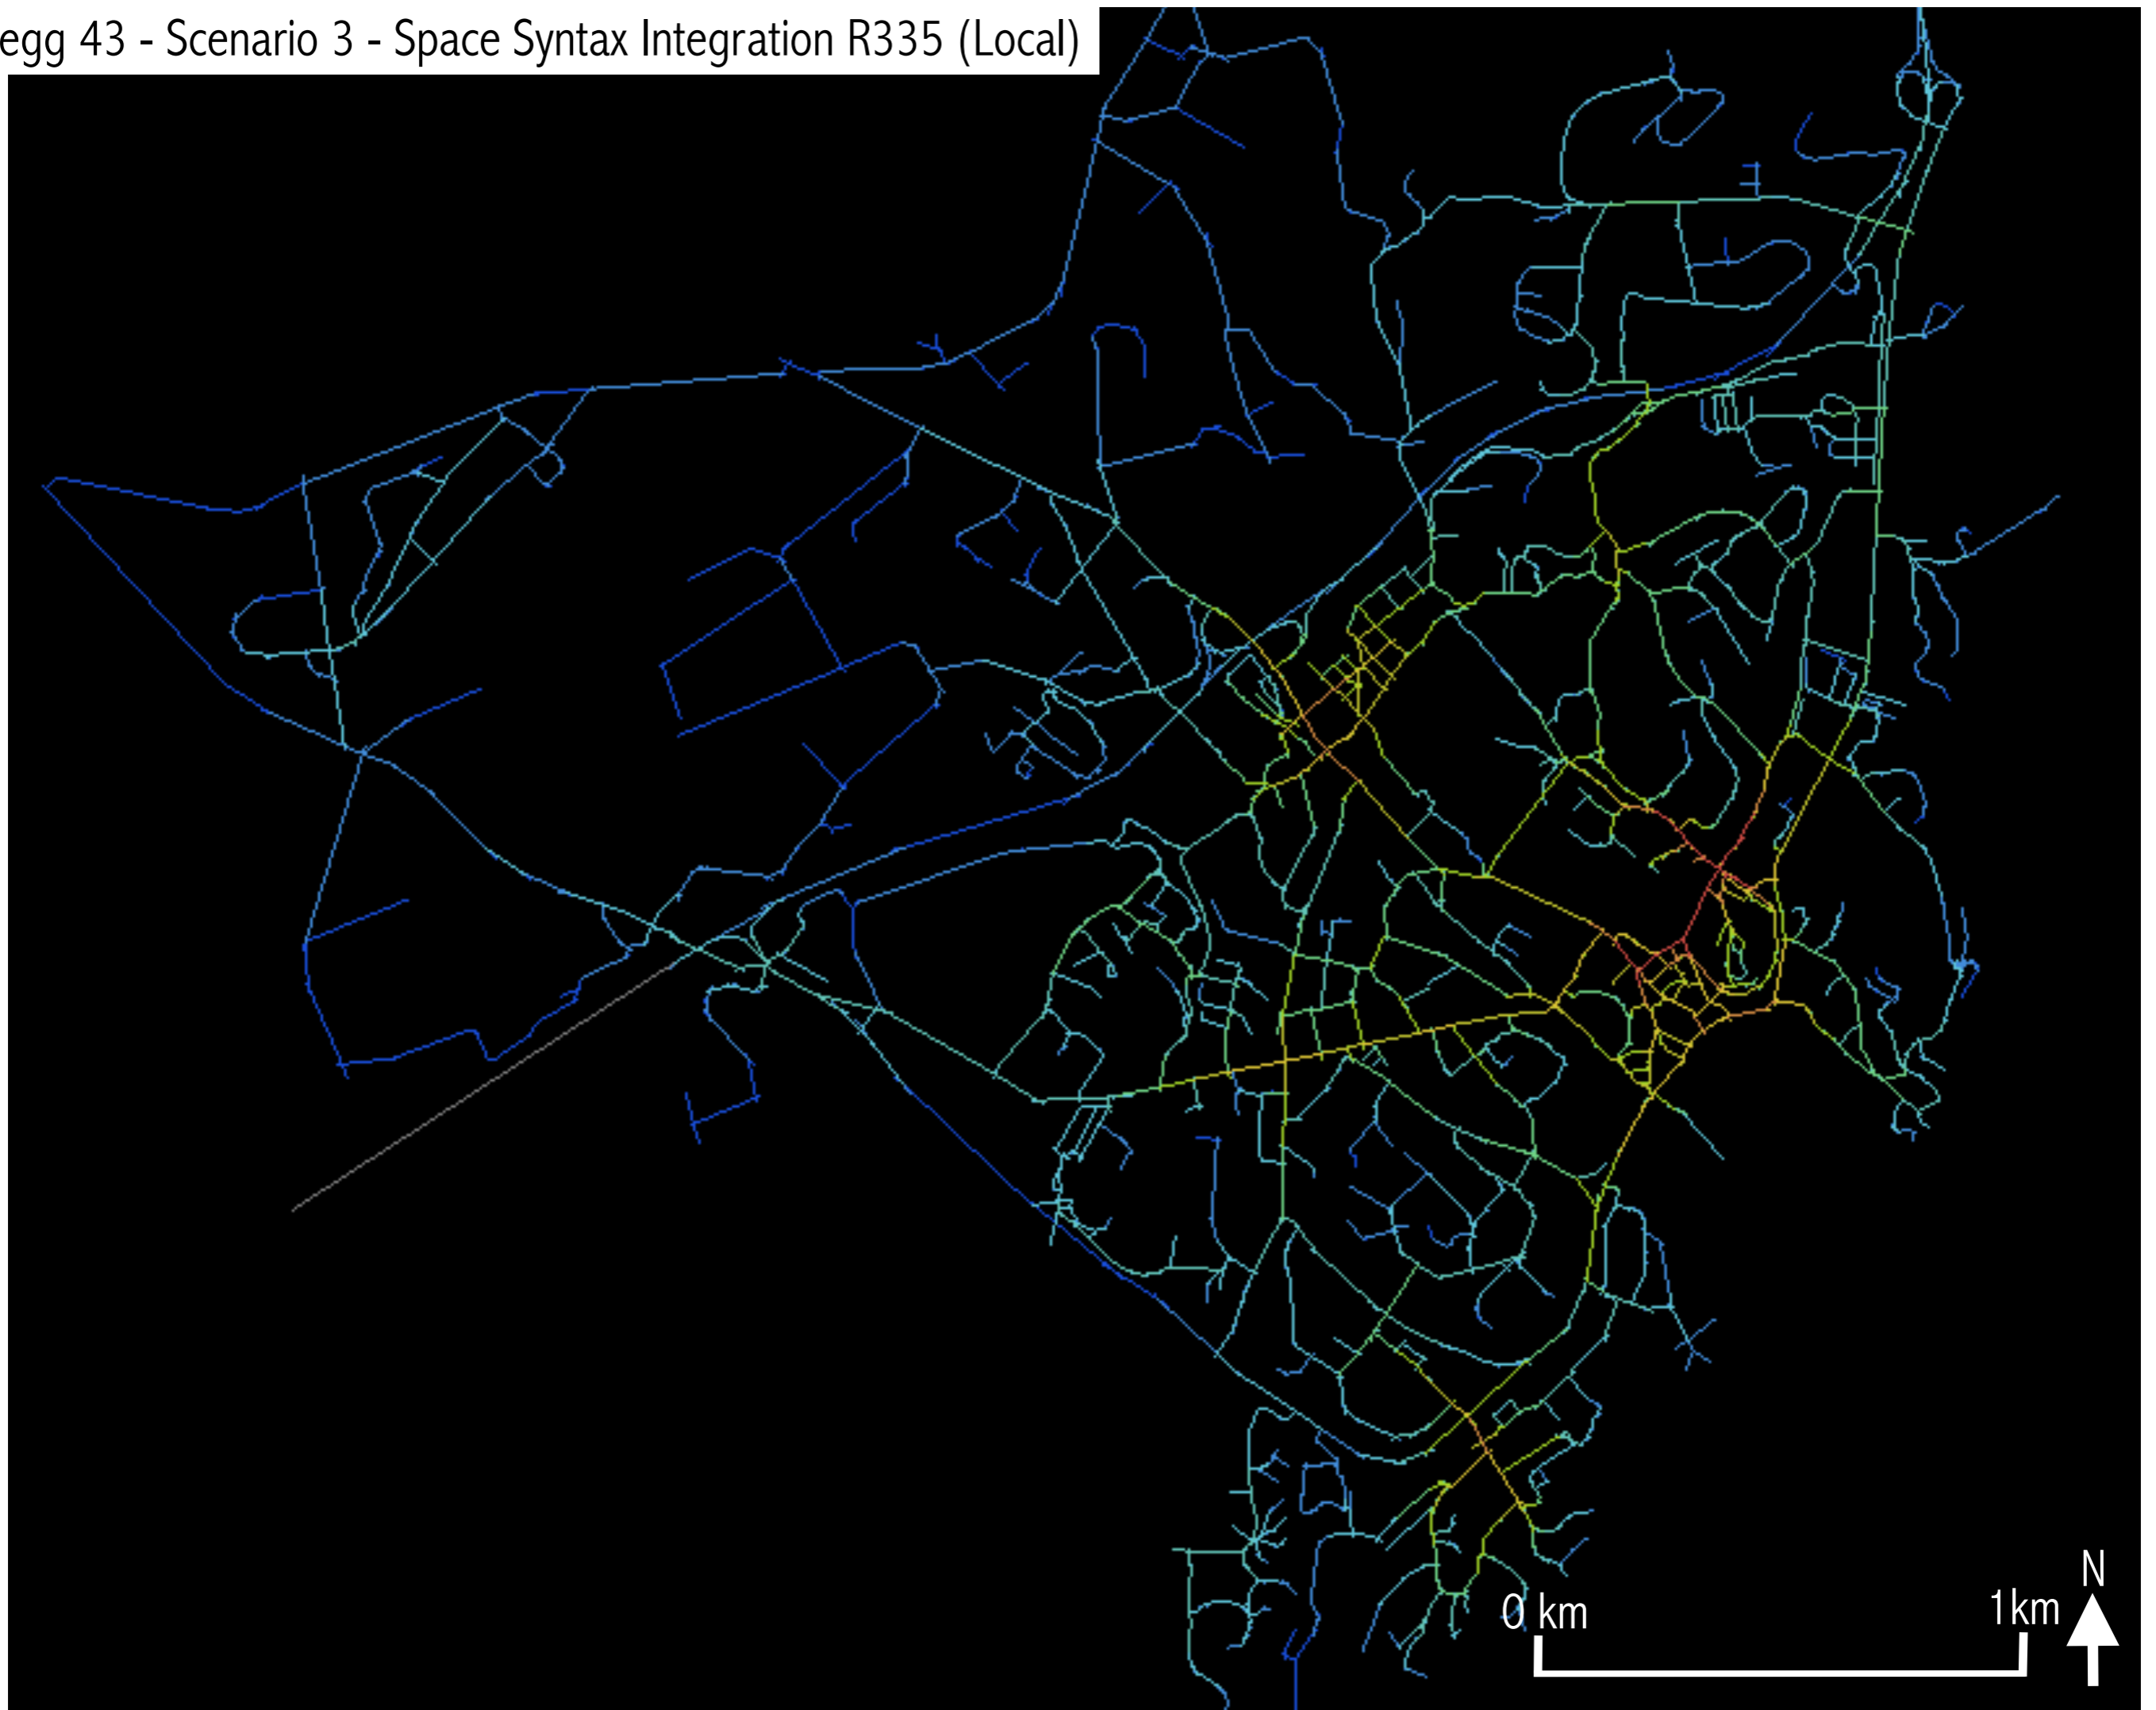 egg 43 - Scenario 3 - Space Syntax Integration R335 (Local)
N
0 km
1km